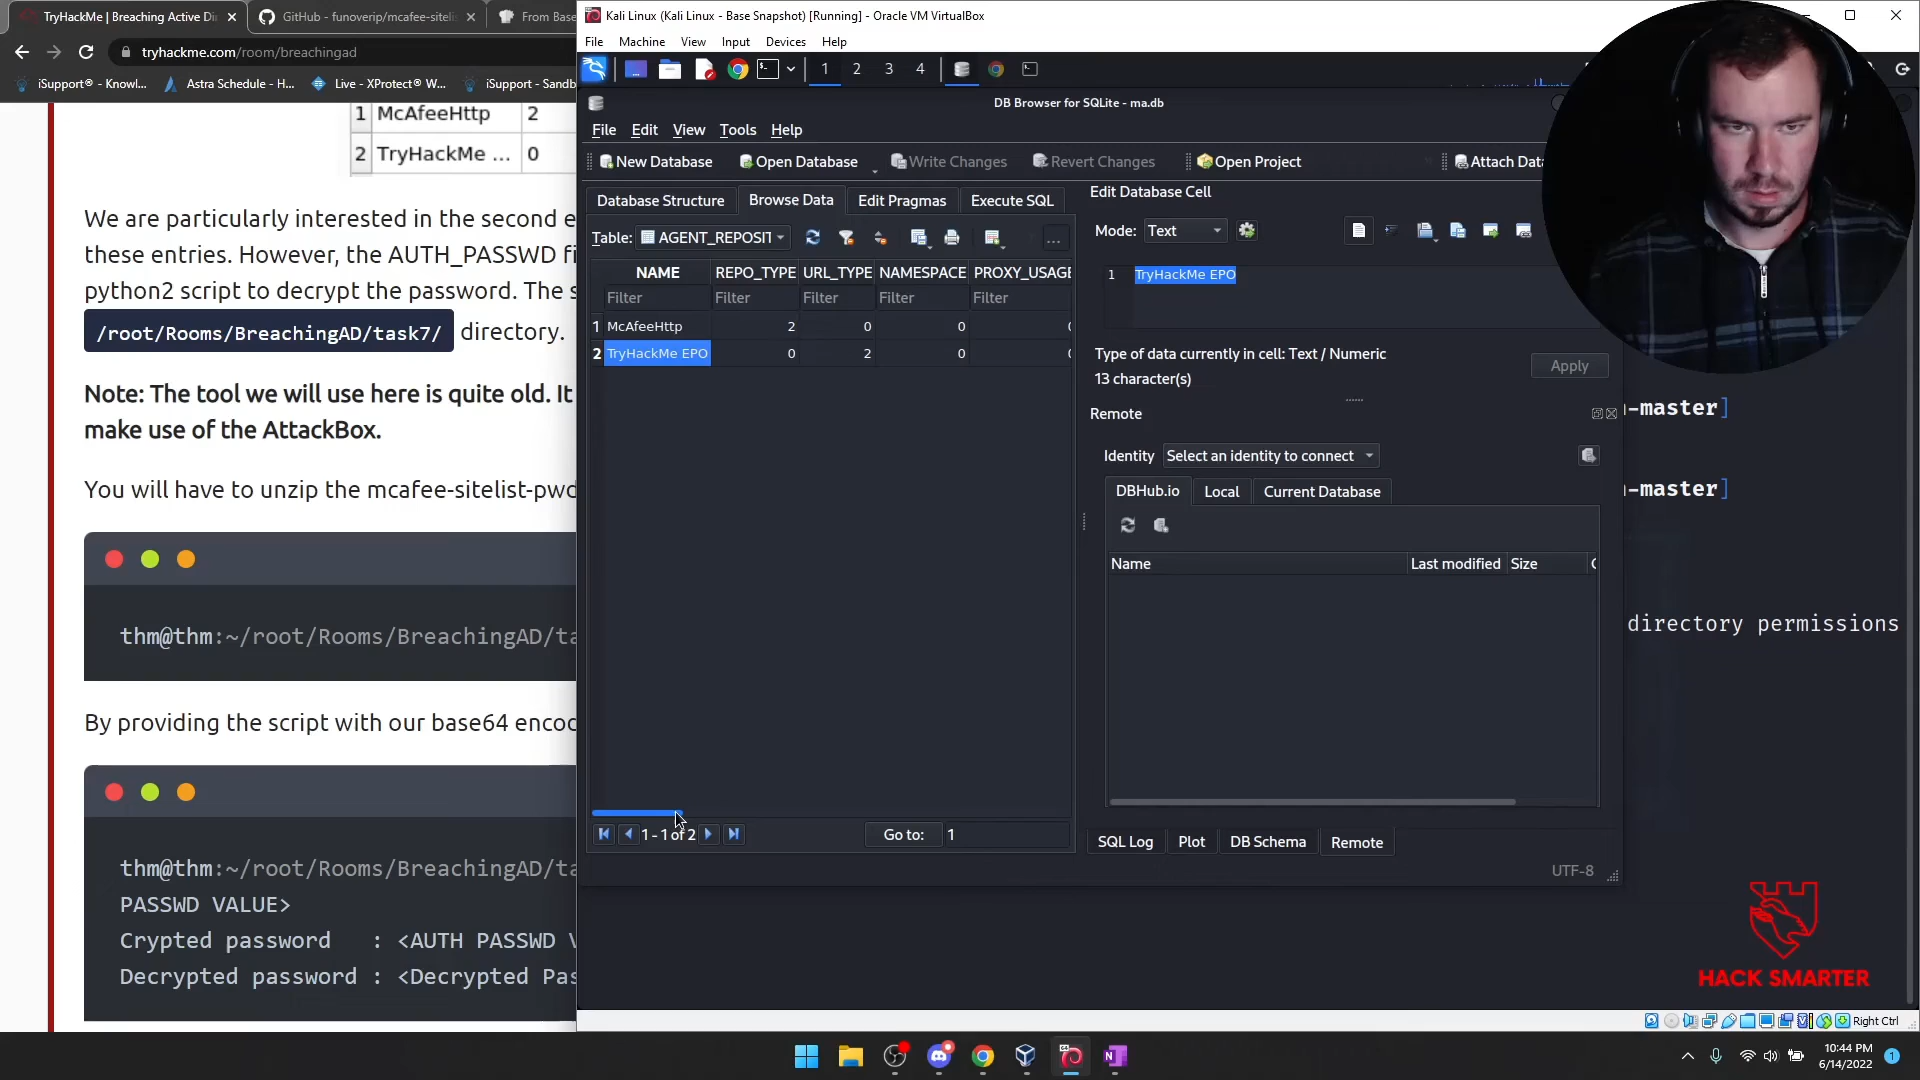 TryHackMe | Breaching Active Di
GitHub - funoverip/mcafee-sitelis
From Base
tryhackme.com/room/breachingad
iSupport® - Knowl...
Astra Schedule - H...
Live - XProtect® W...
iSupport - Sandb
1 McAfeeHttp 2
2 TryHackMe ... 0
We are particularly interested in the second e
these entries. However, the AUTH_PASSWD fi
python2 script to decrypt the password. The s
/root/Rooms/BreachingAD/task7/ directory.
Note: The tool we will use here is quite old. It
make use of the AttackBox.
You will have to unzip the mcafee-sitelist-pwd
thm@thm:~/root/Rooms/BreachingAD/ta
By providing the script with our base64 enco
thm@thm:~/root/Rooms/BreachingAD/ta
PASSWD VALUE>
Crypted password : <AUTH PASSWD V
Decrypted password : <Decrypted Pas
Kali Linux (Kali Linux - Base Snapshot) [Running] - Oracle VM VirtualBox
File Machine View Input Devices Help
1 2 3 4
DB Browser for SQLite - ma.db
File Edit View Tools Help
New Database Open Database Write Changes Revert Changes Open Project Attach Data
Database Structure Browse Data Edit Pragmas Execute SQL
Table: AGENT_REPOSIT
NAME REPO_TYPE URL_TYPE NAMESPACE PROXY_USAGE
Filter Filter Filter Filter Filter
1 McAfeeHttp 2 0 0 0
2 TryHackMe EPO 0 2 0 0
1 - 1 of 2
Go to: 1
Edit Database Cell
Mode: Text
1 TryHackMe EPO
Type of data currently in cell: Text / Numeric
13 character(s)
Apply
Remote
Identity Select an identity to connect
DBHub.io Local Current Database
Name Last modified Size
SQL Log Plot DB Schema Remote
UTF-8
-master]
-master]
directory permissions
HACK SMARTER
Right Ctrl
10:44 PM
6/14/2022
1